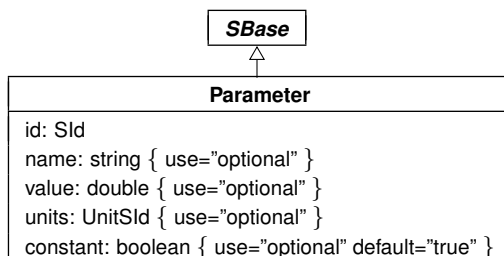 SBase
Parameter
id: SId
name: string { use=”optional” }
value: double { use=”optional” }
units: UnitSId { use=”optional” }
constant: boolean { use=”optional” default=”true” }